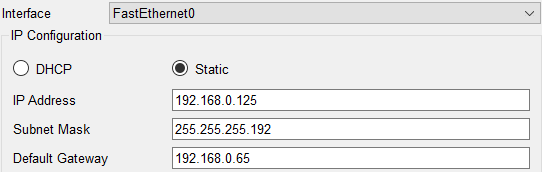 Interface FastEthernet0
IP Configuration
DHCP Static
IP Address 192.168.0.125
Subnet Mask 255.255.255.192
Default Gateway 192.168.0.65